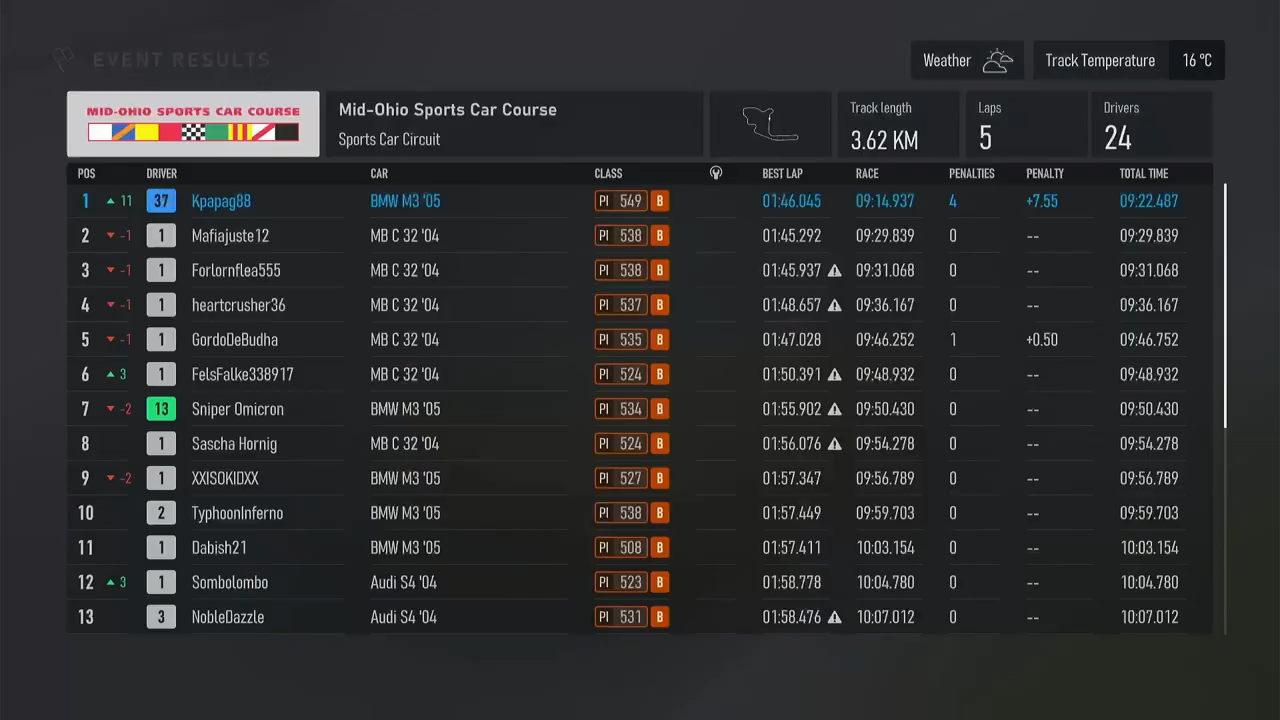 EVENT RESULTS
Weather Track Temperature 16 °C
MID-OHIO SPORTS CAR COURSE
Mid-Ohio Sports Car Course
Sports Car Circuit
Track length
3.62 KM
Laps
5
Drivers
24
POS DRIVER CAR CLASS BEST LAP RACE PENALTIES PENALTY TOTAL TIME
1 11 37 Kpapag88 BMW M3 '05 PI 549 B 01:46.045 09:14.937 4 +7.55 09:22.487
2 -1 1 Mafiajuste12 MB C 32 '04 PI 538 B 01:45.292 09:29.839 0 -- 09:29.839
3 -1 1 Forlornflea555 MB C 32 '04 PI 538 B 01:45.937 09:31.068 0 -- 09:31.068
4 -1 1 heartcrusher36 MB C 32 '04 PI 537 B 01:48.657 09:36.167 0 -- 09:36.167
5 -1 1 GordoDeBudha MB C 32 '04 PI 535 B 01:47.028 09:46.252 1 +0.50 09:46.752
6 3 1 FelsFalke338917 MB C 32 '04 PI 524 B 01:50.391 09:48.932 0 -- 09:48.932
7 -2 13 Sniper Omicron BMW M3 '05 PI 534 B 01:55.902 09:50.430 0 -- 09:50.430
8 1 Sascha Hornig MB C 32 '04 PI 524 B 01:56.076 09:54.278 0 -- 09:54.278
9 -2 1 XXISOKIDXX BMW M3 '05 PI 527 B 01:57.347 09:56.789 0 -- 09:56.789
10 2 TyphoonInferno BMW M3 '05 PI 538 B 01:57.449 09:59.703 0 -- 09:59.703
11 1 Dabish21 BMW M3 '05 PI 508 B 01:57.411 10:03.154 0 -- 10:03.154
12 3 1 Sombolombo Audi S4 '04 PI 523 B 01:58.778 10:04.780 0 -- 10:04.780
13 3 NobleDazzle Audi S4 '04 PI 531 B 01:58.476 10:07.012 0 -- 10:07.012